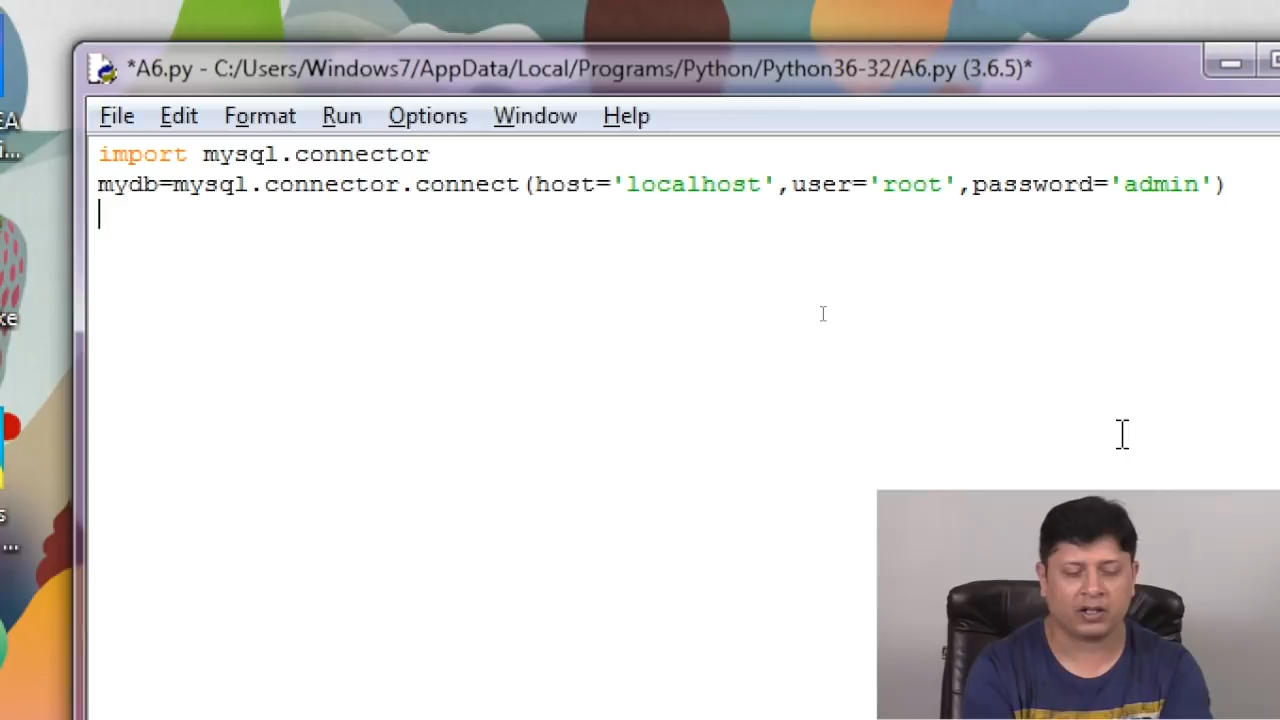 *A6.py - C:/Users/Windows7/AppData/Local/Programs/Python/Python36-32/A6.py (3.6.5)*
File Edit Format Run Options Window Help
import mysql.connector
mydb=mysql.connector.connect(host='localhost',user='root',password='admin')